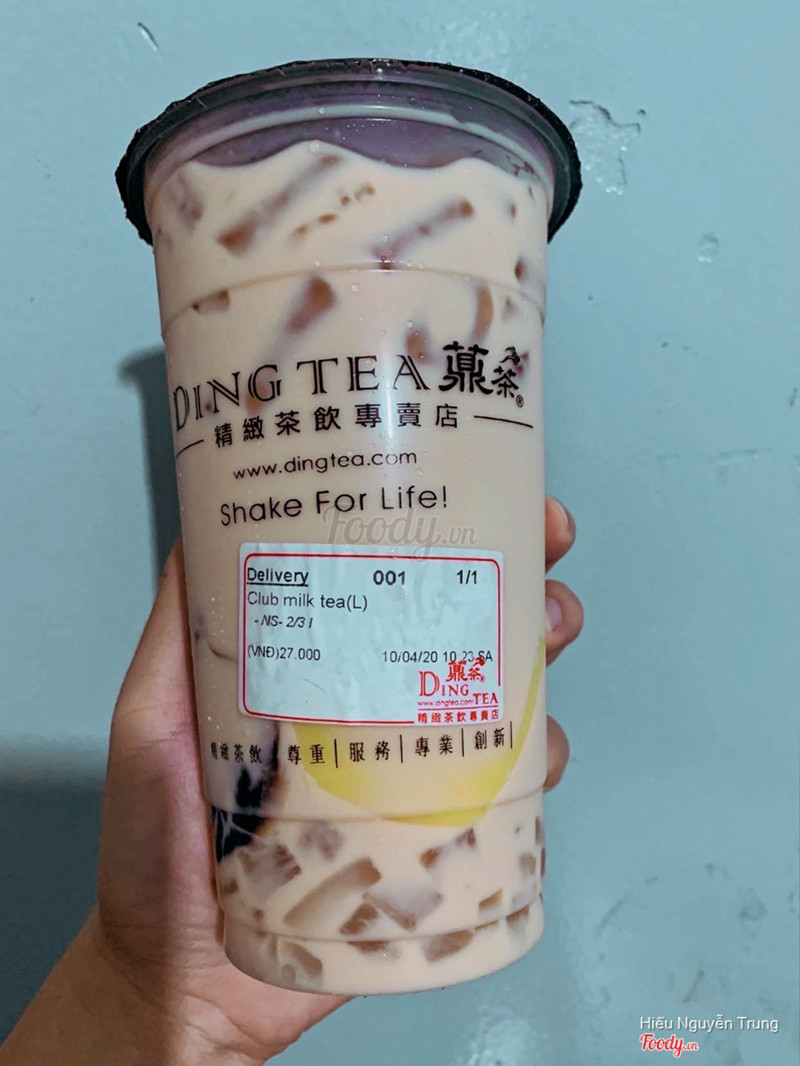 DING TEA 薡茶®
精緻茶飲專賣店
www.dingtea.com
Shake For Life!
Foody.vn
Delivery 001 1/1
Club milk tea(L)
- NS- 2/3 l
(VNĐ)27.000 10/04/20 10:23 SA
薡茶®
DING TEA
www.dingtea.com
精緻茶飲專賣店
精緻茶飲 尊重 | 服務 | 專業 | 創新 |
Hiếu Nguyễn Trung
Foody.vn